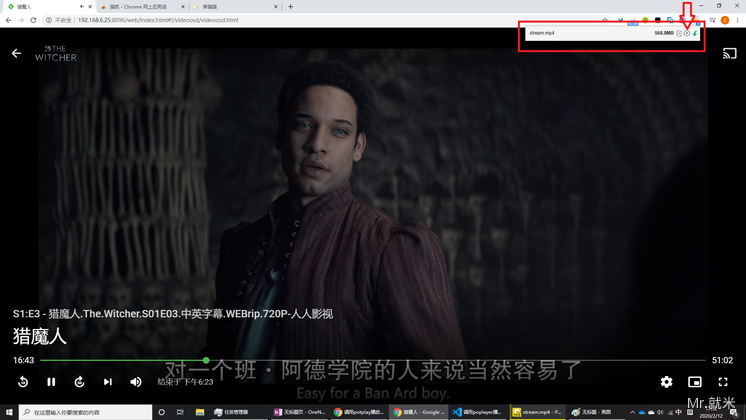 猎魔人
猫抓 - Chrome 网上应用店
不安全 | 192.168.6.25:8096/web/index.html#!/videoosd/videoosd.html
stream.mp4
568.8MB
THE
WITCHER
S1:E3 - 猎魔人.The.Witcher.S01E03.中英字幕.WEBrip.720P-人人影视
猎魔人
16:43
51:02
对一个班·阿德学院的人来说当然容易了
结束于 下午6:23
Easy for a Ban Ard boy.
Mr.就米
在这里输入你要搜索的内容
任务管理器
无标题页 - OneN...
调用potplay播放...
猎魔人 - Google ...
调用poplayer播...
stream.mp4 - P...
无标题 - 画图
中
2020/2/12